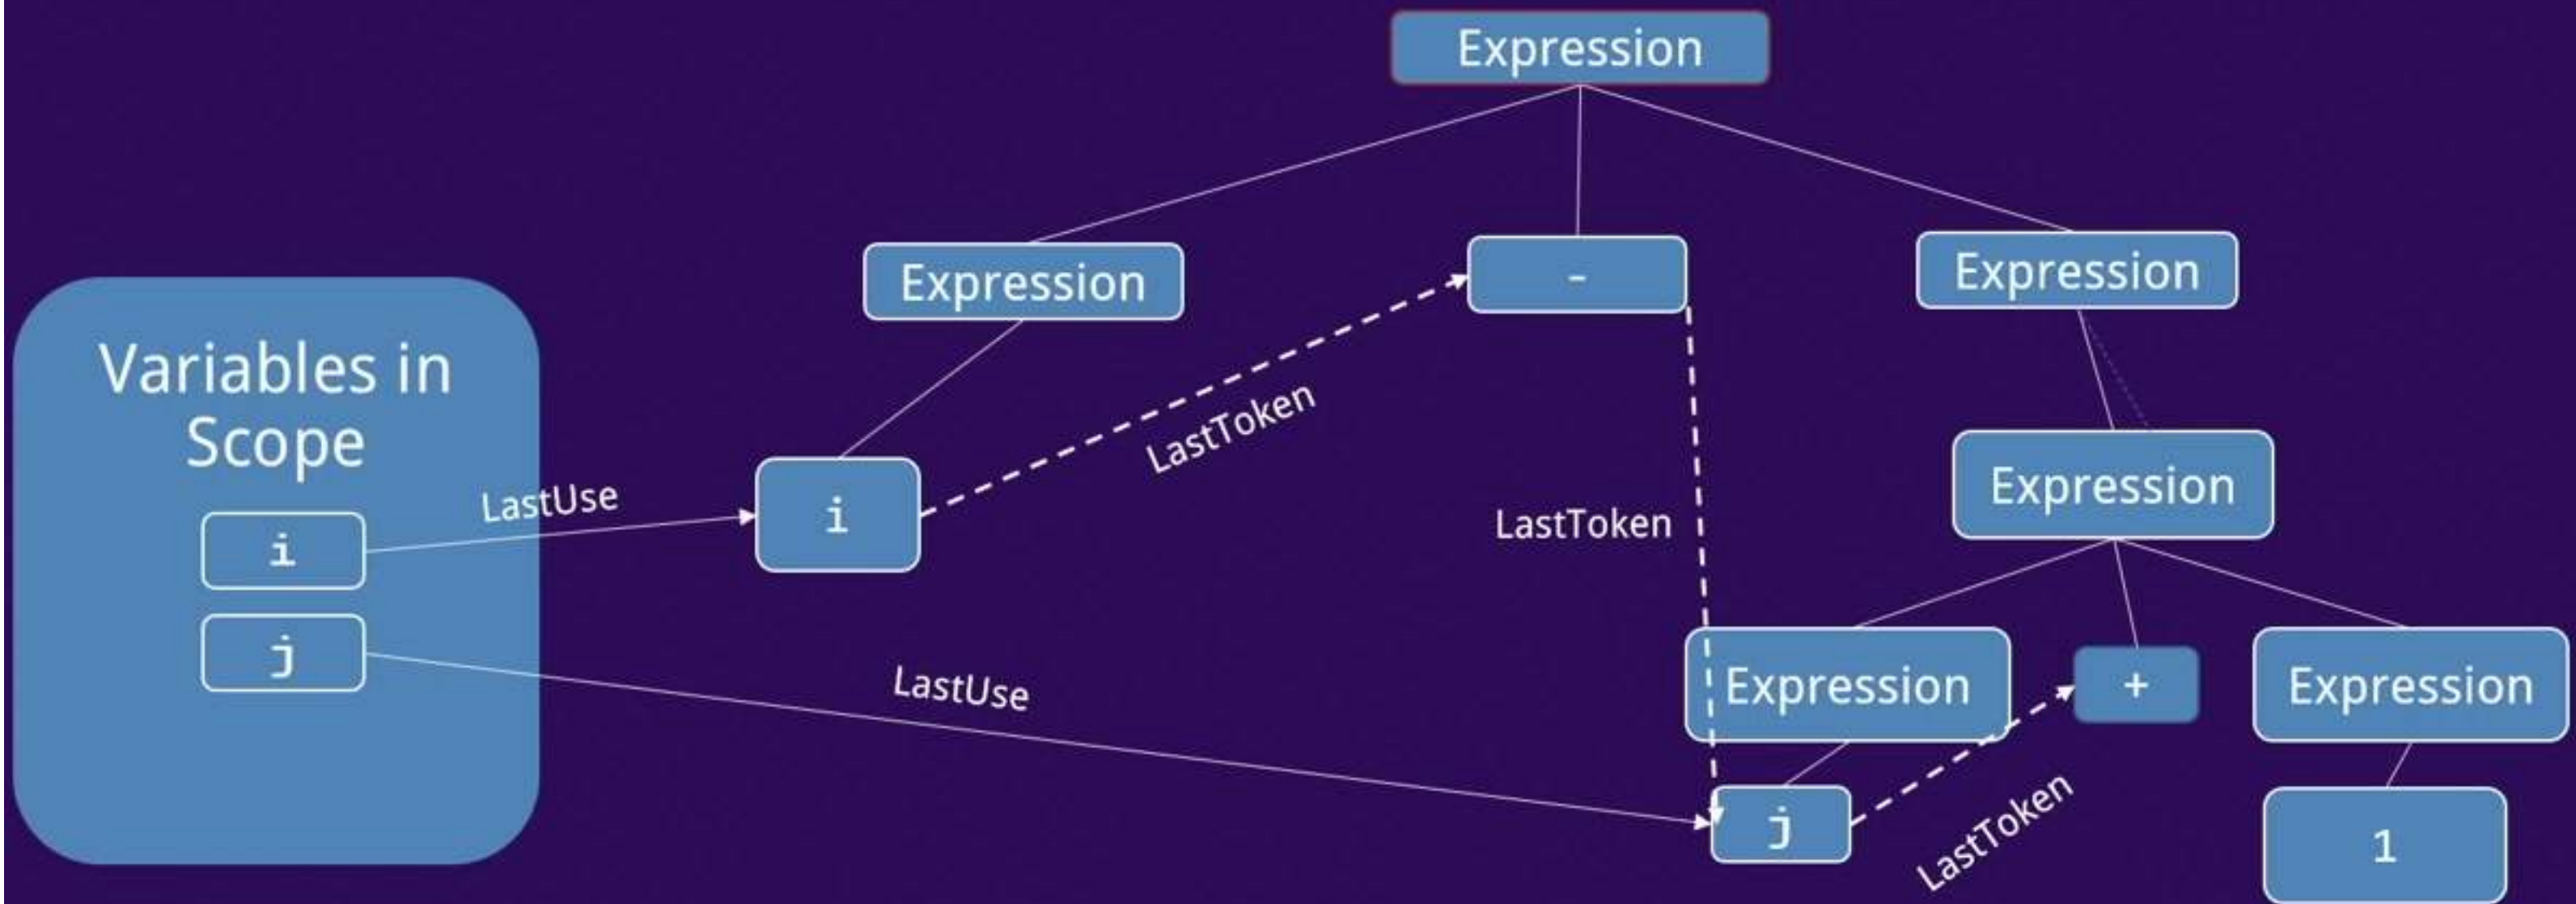 Expression
Expression
-
Expression
Variables in
Scope
LastUse
i
i
LastToken
LastToken
Expression
j
LastUse
Expression
+
Expression
j
LastToken
1